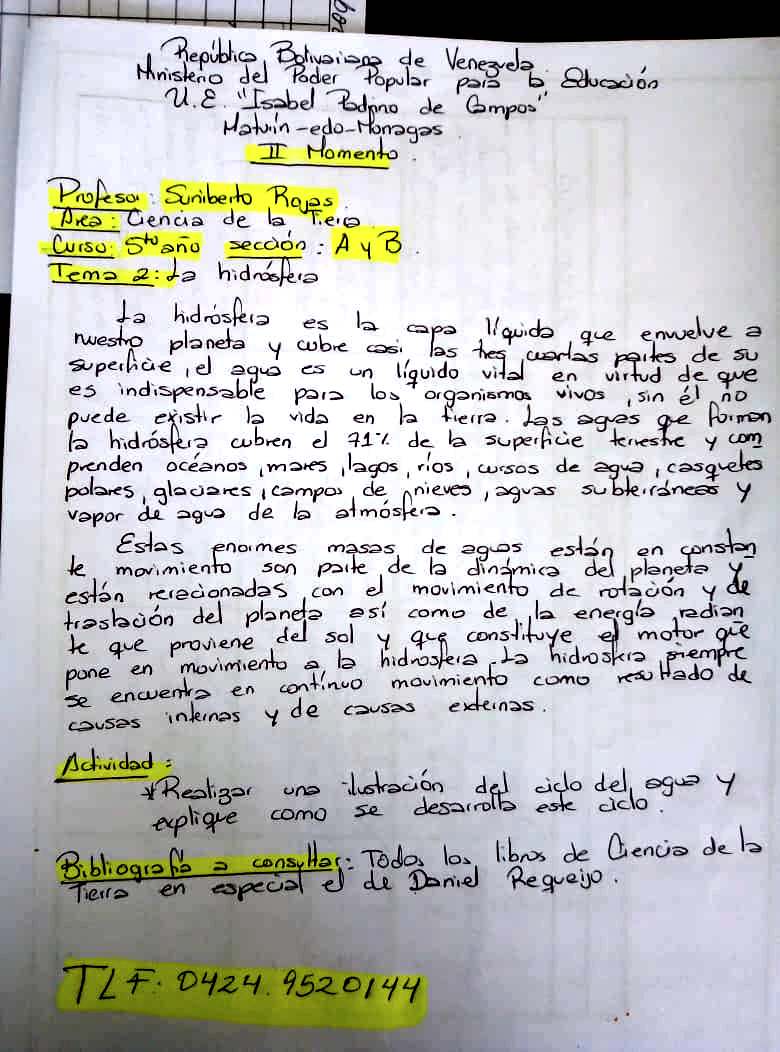 República Bolivariana de Venezuela
Ministerio del Poder Popular para la Educación
U.E. "Isabel Padrino de Campos"
Maturín-edo-Monagas.
II Momento.
Profesor: Suniberto Rojas
Area: Ciencia de la Tierra
Curso: 5to año sección: A y B.
Tema 2: La hidrósfera
La hidrósfera es la capa líquida que envuelve a
nuestro planeta y cubre casi las tres cuartas partes de su
superficie, el agua es un líquido vital en virtud de que
es indispensable para los organismos vivos, sin él no
puede existir la vida en la tierra. Las aguas que forman
la hidrósfera cubren el 71% de la superficie terrestre y com
prenden océanos, mares, lagos, ríos, cursos de agua, casquetes
polares, glaciares, campos de nieves, aguas subterráneas y
vapor de agua de la atmósfera.
Estas enormes masas de aguas están en constan
te movimiento son parte de la dinámica del planeta y
están relacionadas con el movimiento de rotación y de
traslación del planeta así como de la energía radian
te que proviene del sol y que constituye el motor que
pone en movimiento a la hidrosfera. La hidrosfera siempre
se encuentra en contínuo movimiento como resultado de
causas internas y de causas externas.
Actividad:
*Realizar una ilustración del ciclo del agua y
explique como se desarrolla este ciclo.
Bibliografía a consultar: Todos los libros de Ciencia de la
Tierra en especial el de Daniel Requeijo.
TLF: 0424.9520144